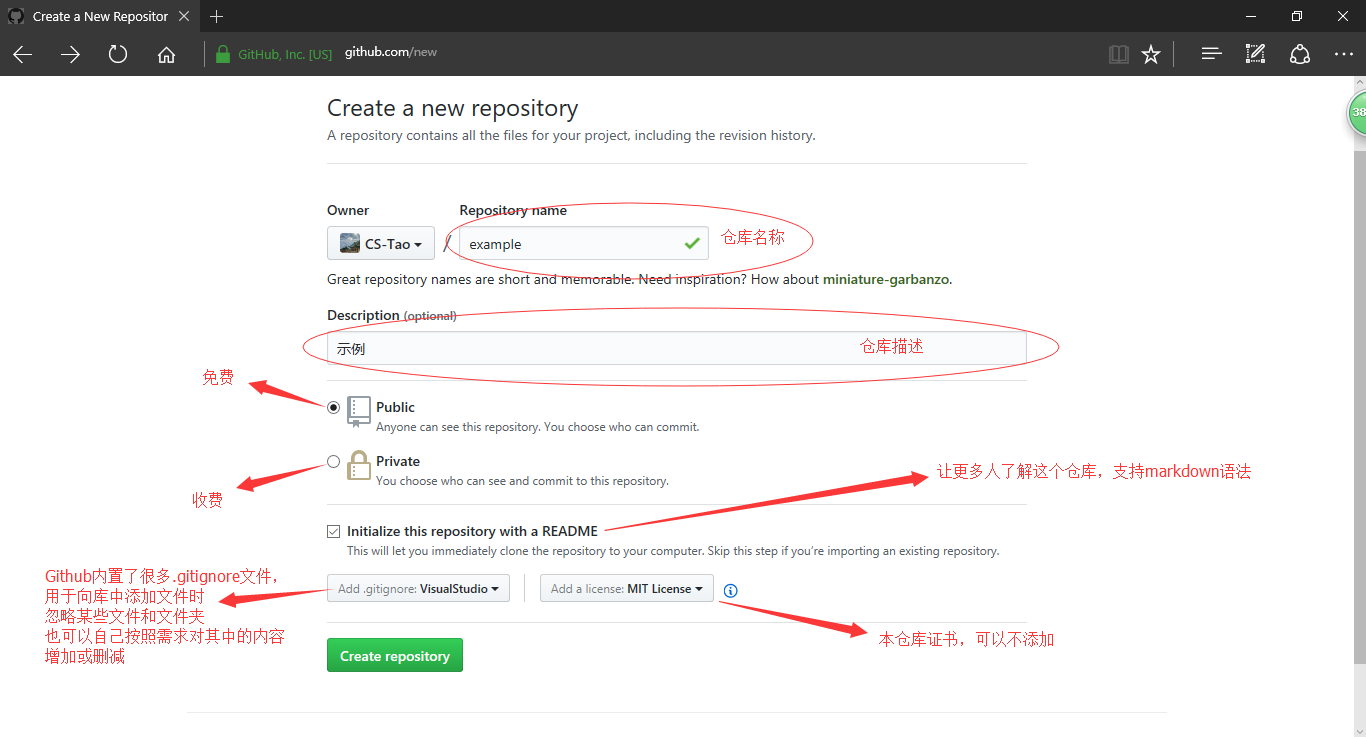 Create a New Repositor
GitHub, Inc. [US] github.com/new
38
Create a new repository
A repository contains all the files for your project, including the revision history.
Owner Repository name
CS-Tao / example 仓库名称
Great repository names are short and memorable. Need inspiration? How about miniature-garbanzo.
Description (optional)
示例 仓库描述
免费
Public
Anyone can see this repository. You choose who can commit.
Private
You choose who can see and commit to this repository.
收费
让更多人了解这个仓库，支持markdown语法
Initialize this repository with a README
This will let you immediately clone the repository to your computer. Skip this step if you're importing an existing repository.
Github内置了很多.gitignore文件，
用于向库中添加文件时
忽略某些文件和文件夹
也可以自己按照需求对其中的内容
增加或删减
Add .gitignore: VisualStudio Add a license: MIT License
本仓库证书，可以不添加
Create repository